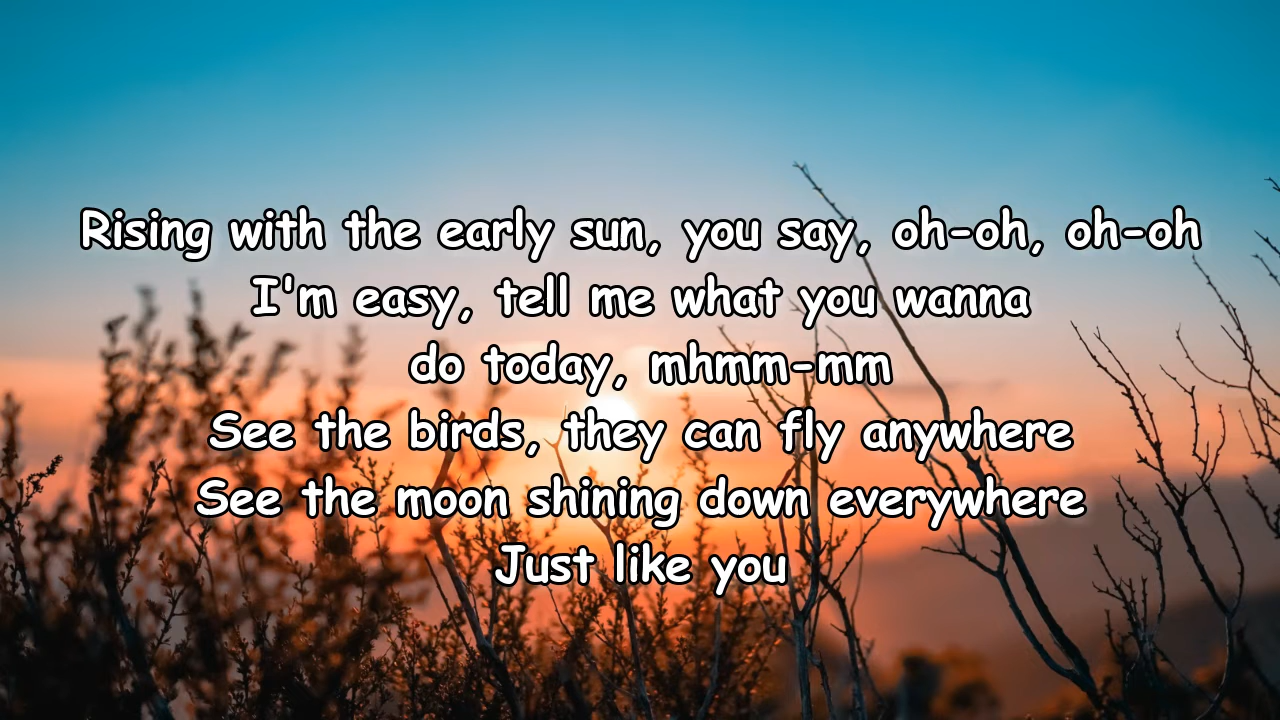 Rising with the early sun, you say, oh-oh, oh-oh
I'm easy, tell me what you wanna
do today, mhmm-mm
See the birds, they can fly anywhere
See the moon shining down everywhere
Just like you